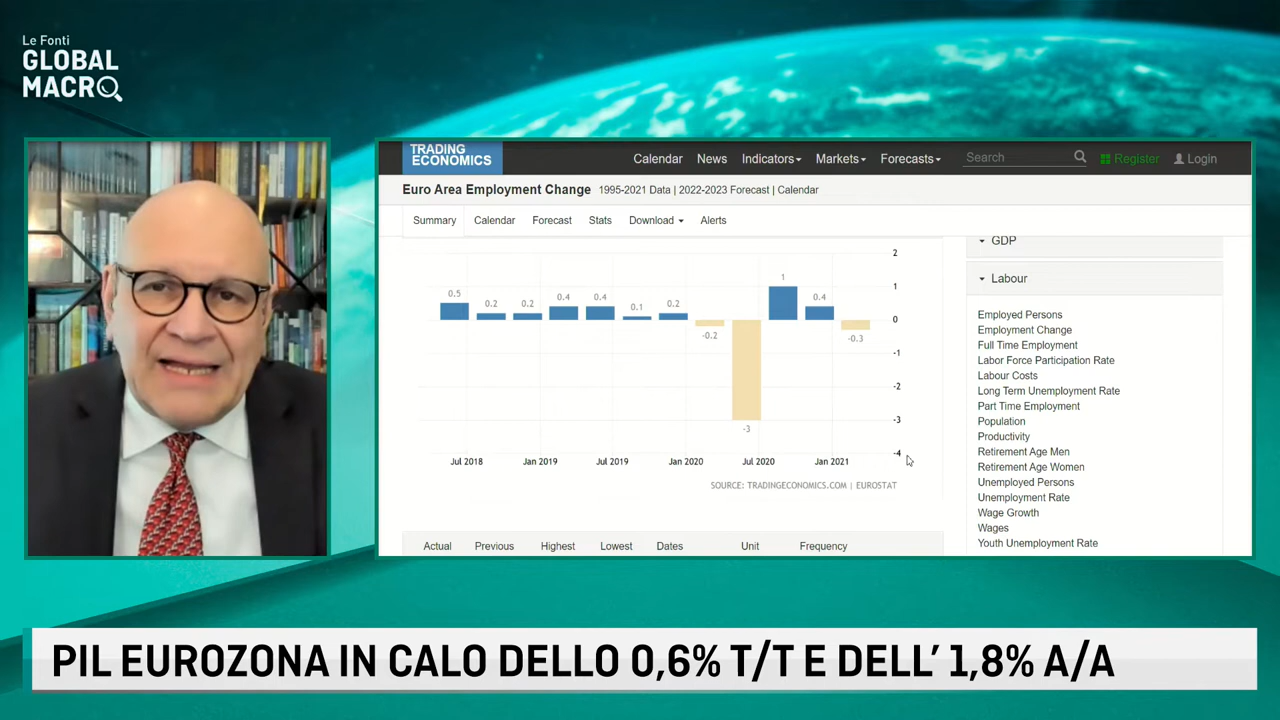 Le Fonti
GLOBAL
MACRO
TRADING
ECONOMICS
Calendar News Indicators Markets Forecasts Search Register Login
Euro Area Employment Change 1995-2021 Data | 2022-2023 Forecast | Calendar
Summary Calendar Forecast Stats Download Alerts
GDP
Labour
Employed Persons
Employment Change
Full Time Employment
Labor Force Participation Rate
Labour Costs
Long Term Unemployment Rate
Part Time Employment
Population
Productivity
Retirement Age Men
Retirement Age Women
Unemployed Persons
Unemployment Rate
Wage Growth
Wages
Youth Unemployment Rate
0.5 0.2 0.2 0.4 0.4 0.1 0.2 -0.2 -3 1 0.4 -0.3
2
1
0
-1
-2
-3
-4
Jul 2018 Jan 2019 Jul 2019 Jan 2020 Jul 2020 Jan 2021
SOURCE: TRADINGECONOMICS.COM | EUROSTAT
Actual Previous Highest Lowest Dates Unit Frequency
PIL EUROZONA IN CALO DELLO 0,6% T/T E DELL' 1,8% A/A